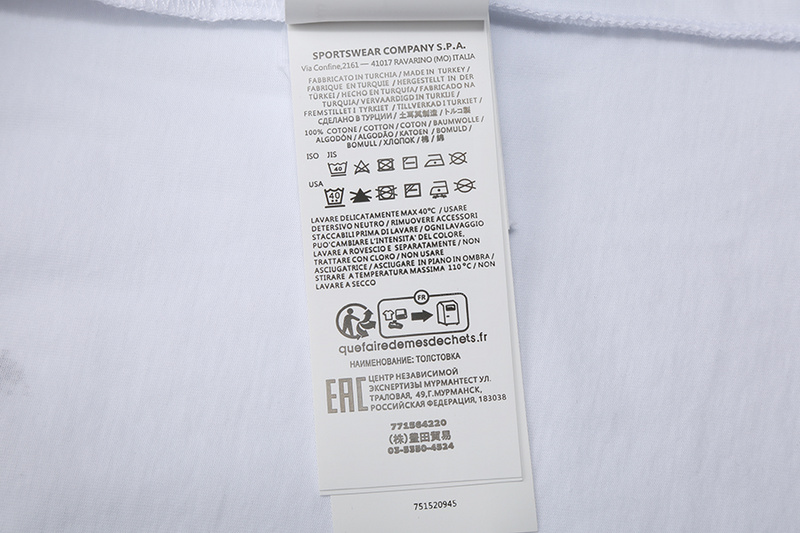 SPORTSWEAR COMPANY S.P.A.
Via Confine,2161— 41017 RAVARINO (MO) ITALIA
FABBRICATO IN TURCHIA / MADE IN TURKEY /
FABRIQUE EN TURQUIE / HERGESTELLT IN DER
TÜRKEI / HECHO EN TURQUÍA / FABRICADO NA
TURQUIA / VERVAARDIGD IN TURKIJE /
FREMSTILLET I TYRKIET / TILLVERKAD I TURKIET /
СДЕЛАНО В ТУРЦИИ / 土耳其制造 / トルコ製
100% COTONE / COTTON / COTON / BAUMWOLLE /
ALGODÓN / ALGODÃO / KATOEN / BOMULD /
BOMULL / ХЛОПОК / 棉 / 綿
ISO JIS
40
USA
40
LAVARE DELICATAMENTE MAX 40°C / USARE
DETERSIVO NEUTRO / RIMUOVERE ACCESSORI
STACCABILI PRIMA DI LAVARE / OGNI LAVAGGIO
PUO'CAMBIARE L'INTENSITA' DEL COLORE,
LAVARE A ROVESCIO E SEPARATAMENTE / NON
TRATTARE CON CLORO / NON USARE
ASCIUGATRICE / ASCIUGARE IN PIANO IN OMBRA /
STIRARE A TEMPERATURA MASSIMA 110°C / NON
LAVARE A SECCO
FR
quefairedemesdechets.fr
НАИМЕНОВАНИЕ: ТОЛСТОВКА
EAC
ЦЕНТР НЕЗАВИСИМОЙ
ЭКСПЕРТИЗЫ МУРМАНТЕСТ УЛ.
ТРАЛОВАЯ, 49,Г.МУРМАНСК,
РОССИЙСКАЯ ФЕДЕРАЦИЯ, 183038
771564220
(株)豊田貿易
03-5350-4524
751520945